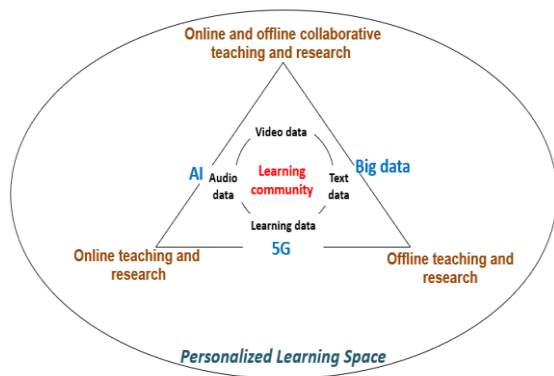 Online and offline collaborative
teaching and research
Video data
AI
Big data
Audio
data
Learning
community
Text
data
Learning data
5G
Online teaching and
research
Offline teaching and
research
Personalized Learning Space